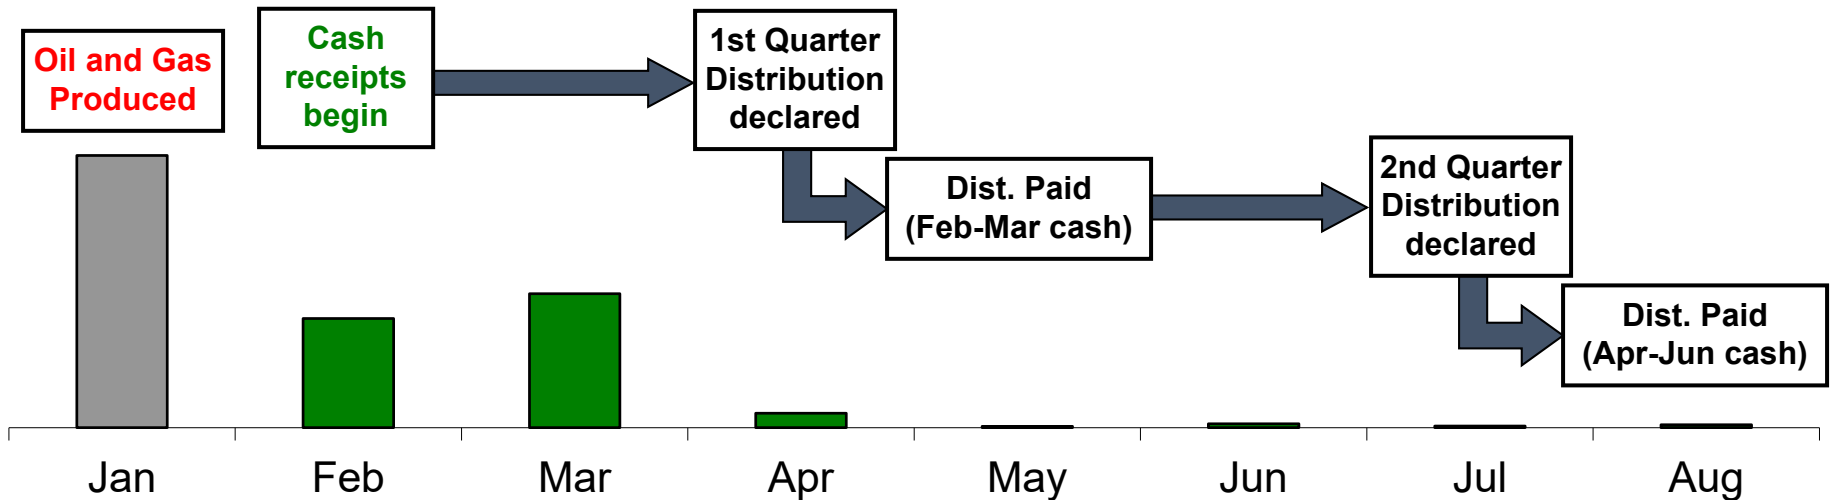 Oil and Gas
Produced
Cash
receipts
begin
1st Quarter
Distribution
declared
Dist. Paid
(Feb-Mar cash)
2nd Quarter
Distribution
declared
Dist. Paid
(Apr-Jun cash)
Jan
Feb
Mar
Apr
May
Jun
Jul
Aug